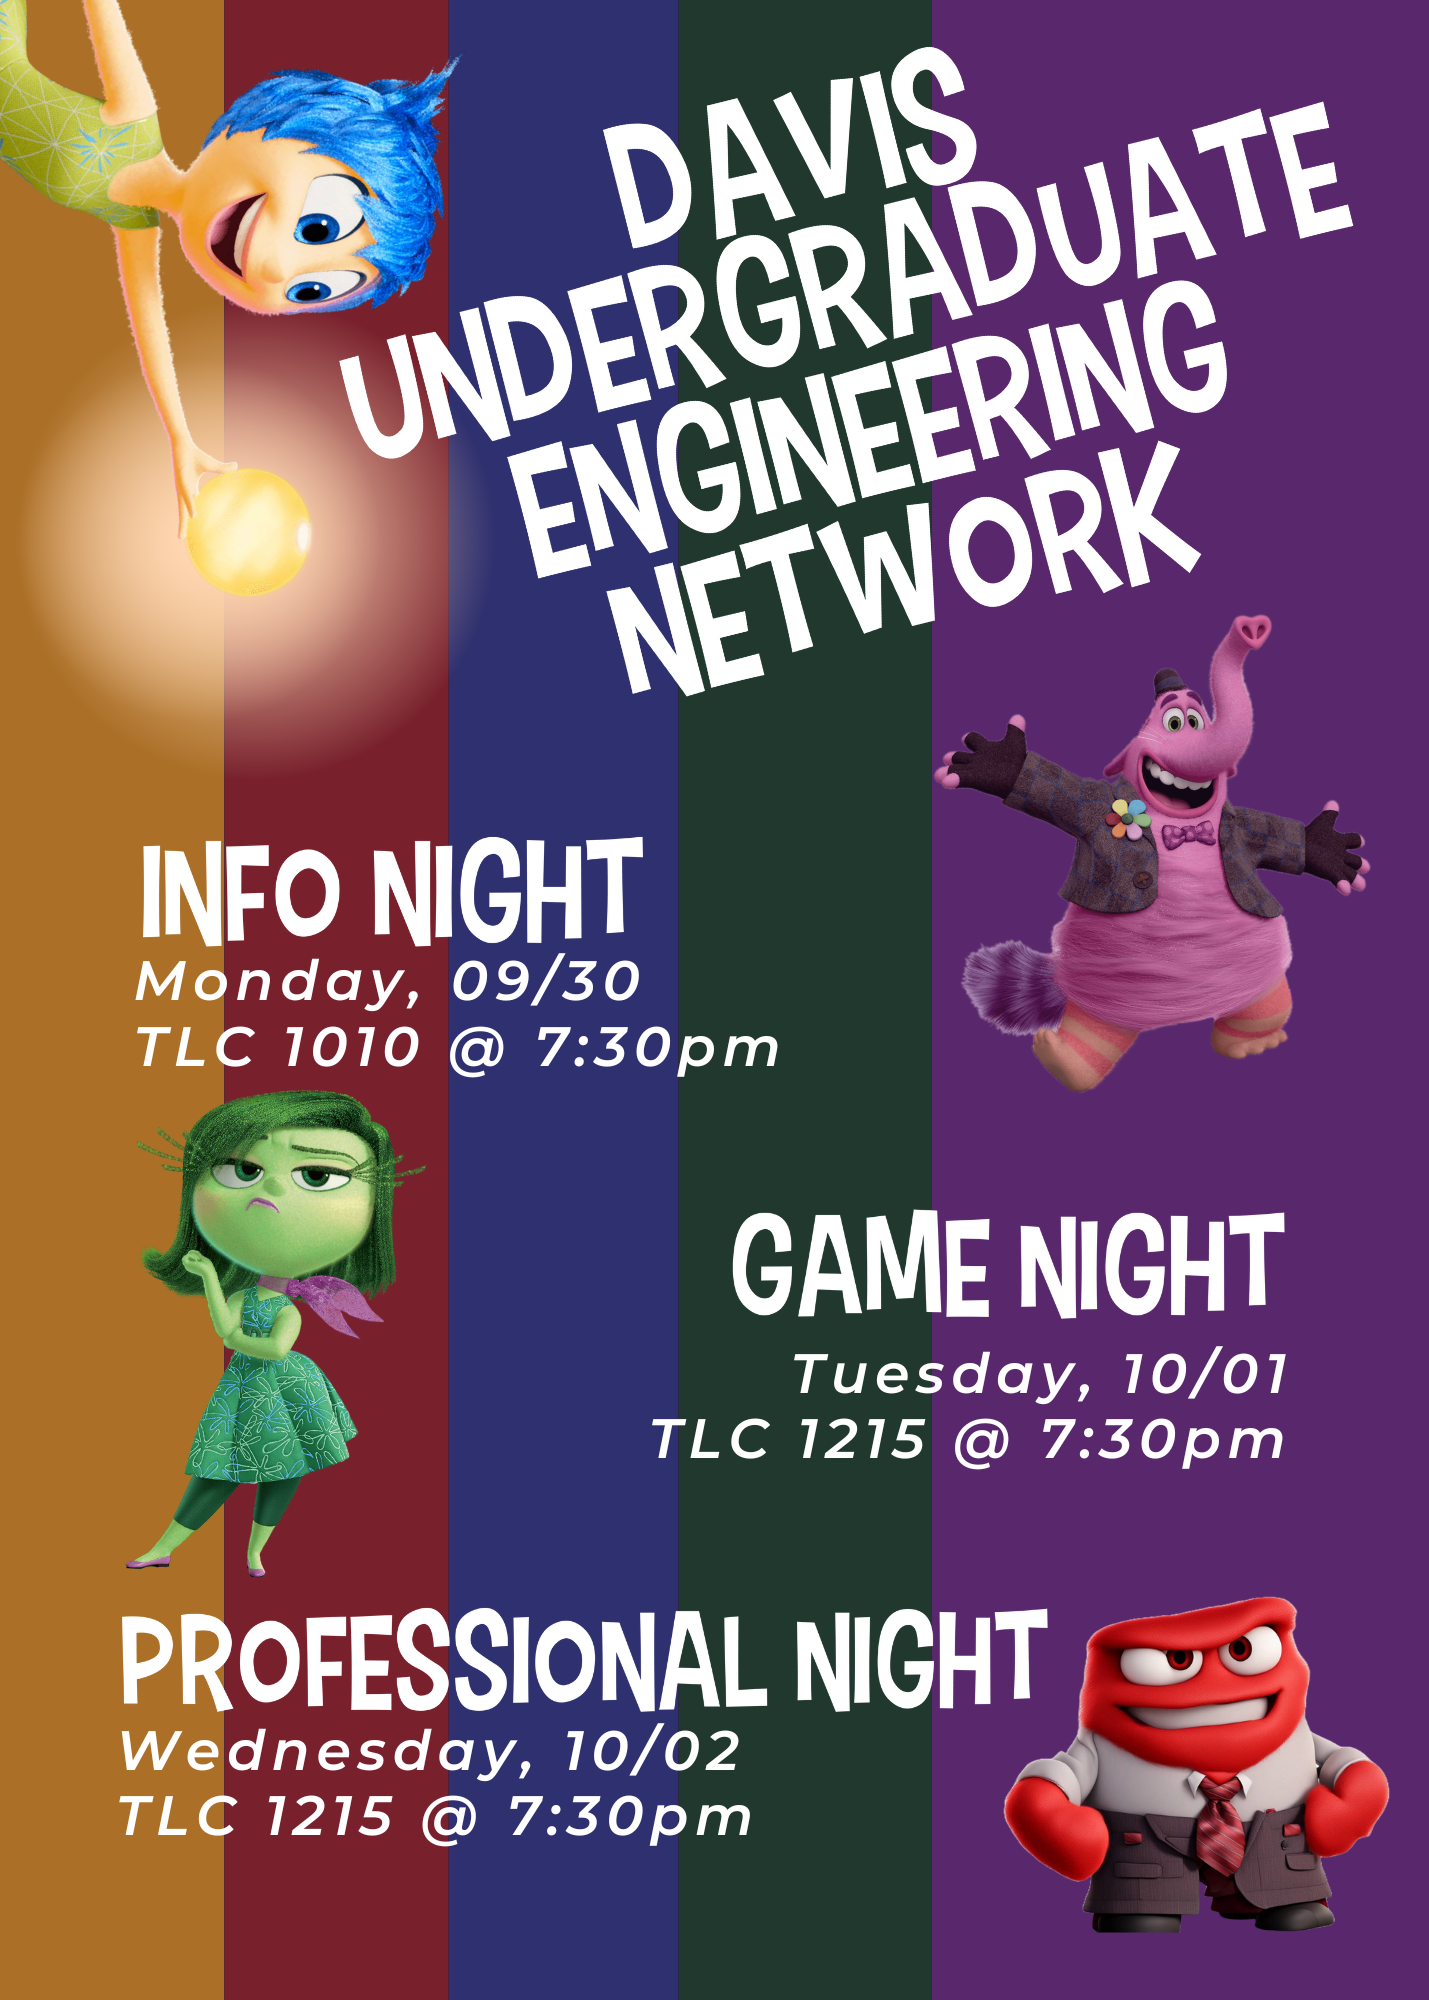 DAVIS
UNDERGRADUATE
ENGINEERING
NETWORK
INFO NIGHT
Monday, 09/30
TLC 1010 @ 7:30pm
GAME NIGHT
Tuesday, 10/01
TLC 1215 @ 7:30pm
PROFESSIONAL NIGHT
Wednesday, 10/02
TLC 1215 @ 7:30pm